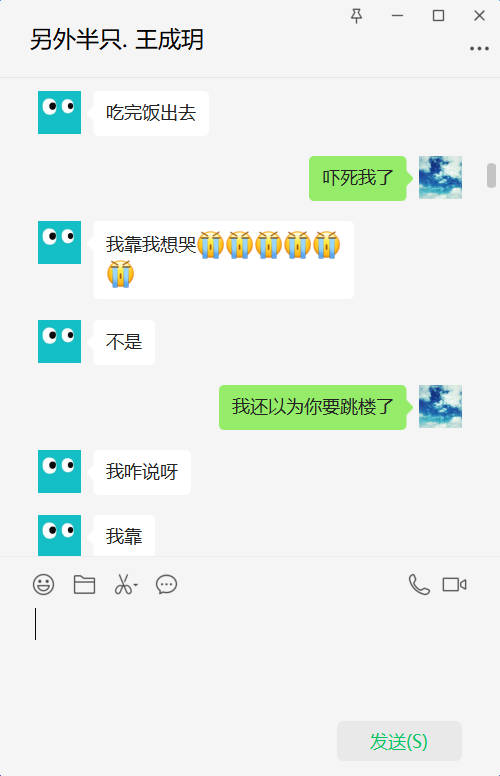 另外半只. 王成玥
吃完饭出去
吓死我了
我靠我想哭😭😭😭😭😭
😭
不是
我还以为你要跳楼了
我咋说呀
我靠
发送(S)